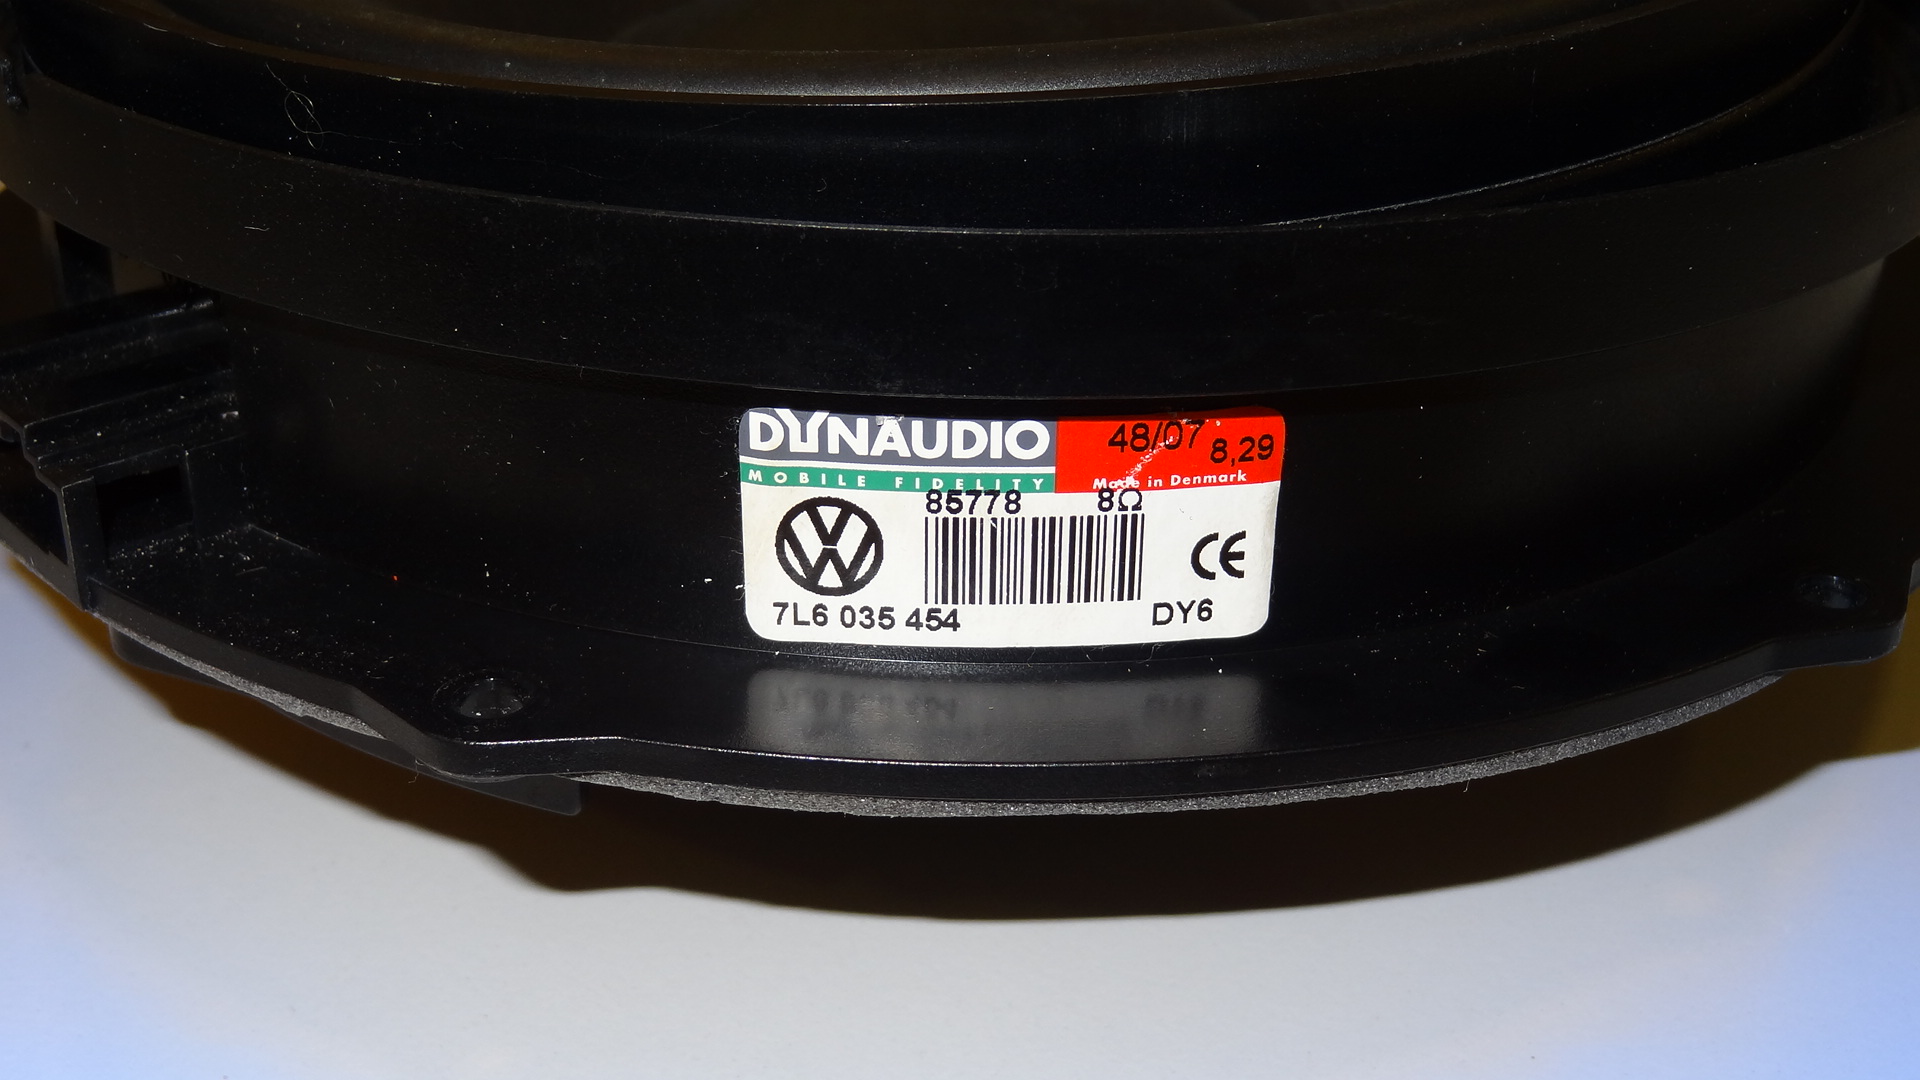 DYNAUDIO
48/07 8,29
MOBILE FIDELITY
Made in Denmark
85778 8Ω
CE
7L6 035 454
DY6